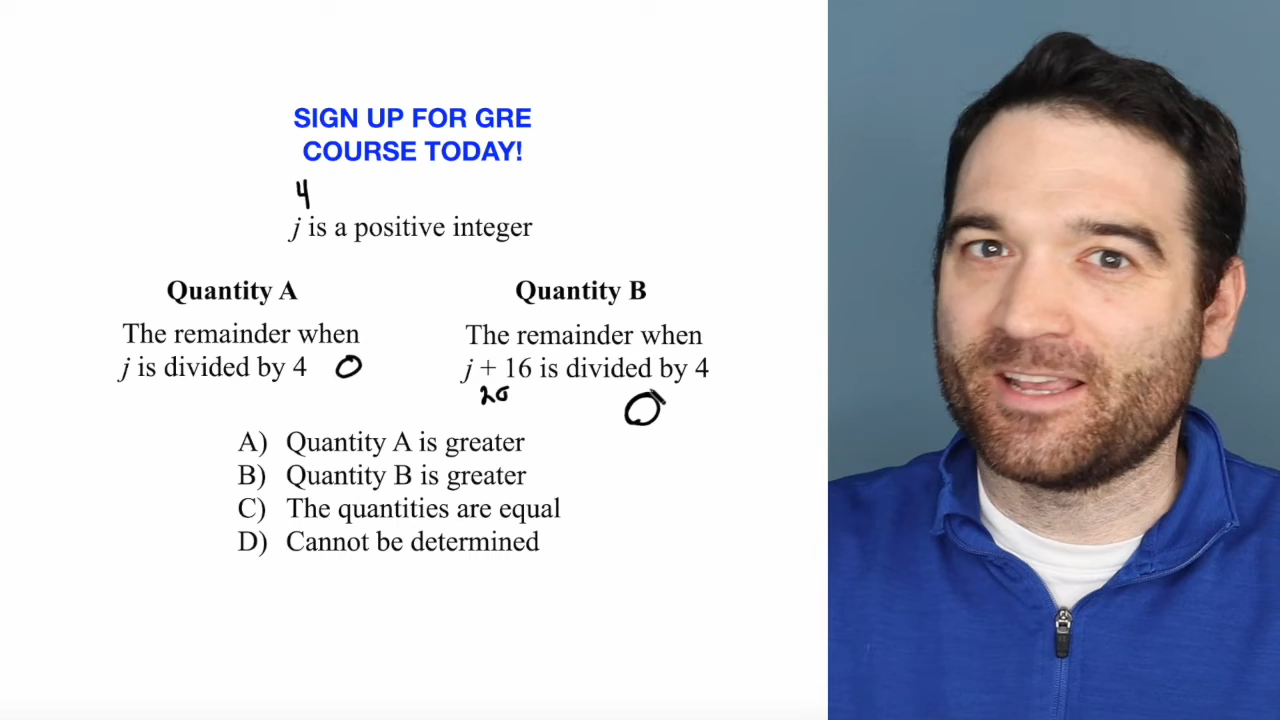 SIGN UP FOR GRE
COURSE TODAY!
4
j is a positive integer
Quantity A
The remainder when
j is divided by 4 0
Quantity B
The remainder when
j + 16 is divided by 4
20
0
A) Quantity A is greater
B) Quantity B is greater
C) The quantities are equal
D) Cannot be determined